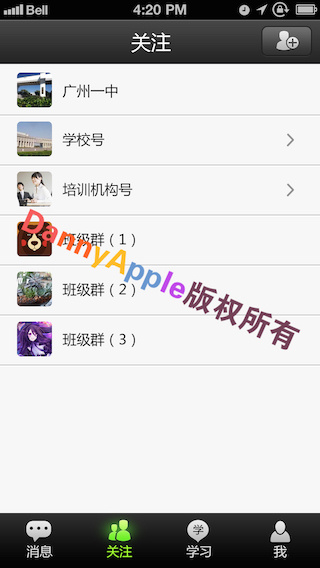 Bell 4:20 PM
关注
广州一中
学校号
培训机构号
班级群（1）
DannyApple版权所有
班级群（2）
班级群（3）
学
消息 关注 学习 我